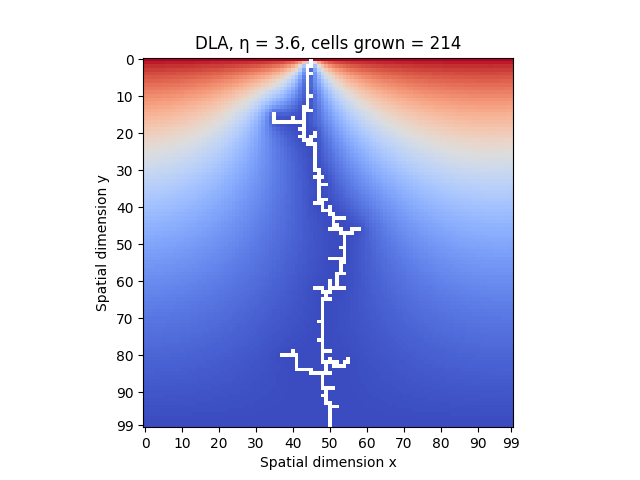 DLA, η = 3.6, cells grown = 214
Spatial dimension y
0
10
20
30
40
50
60
70
80
90
99
0 10 20 30 40 50 60 70 80 90 99
Spatial dimension x